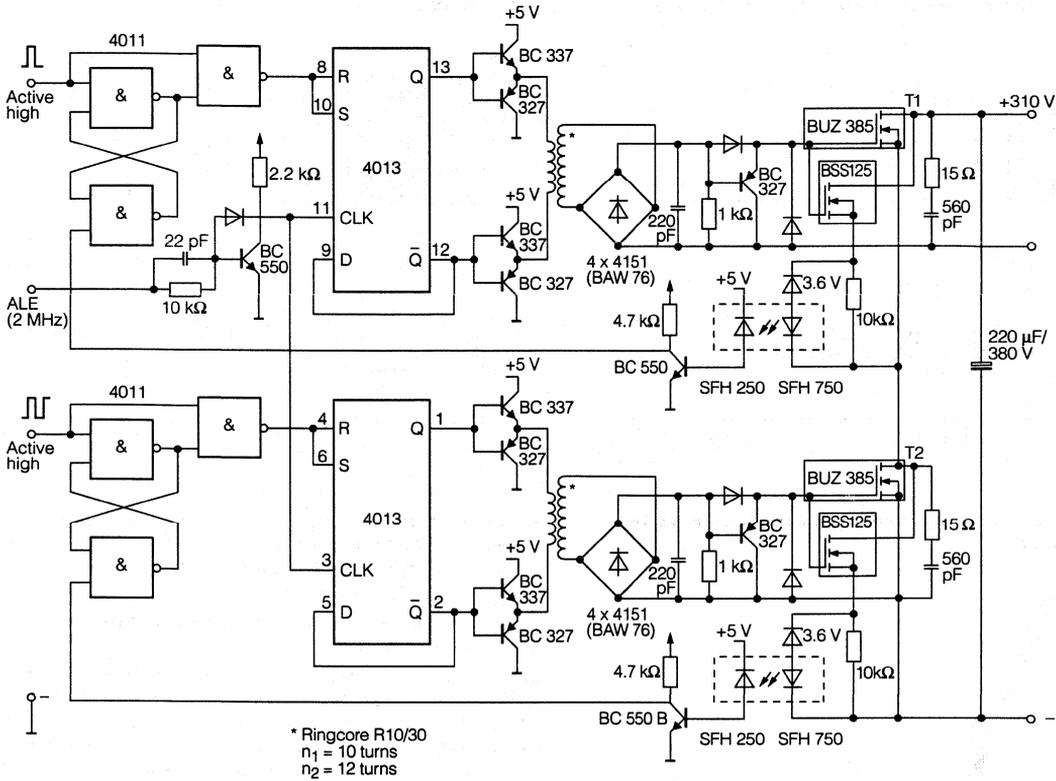 +5 V
4011
BC 337
&
8
R
Q
13
Active
high
&
BC
327
10
S
T1
+310 V
BUZ 385
*
4013
2.2 kΩ
BSS125
15 Ω
BC
327
+5 V
560
pF
&
11
CLK
BC
337
220
pF
1 kΩ
22 pF
BC
550
9
D
Q
12
BC 327
4 x 4151
(BAW 76)
ALE
(2 MHz)
10 kΩ
+5 V
3.6 V
4.7 kΩ
10kΩ
220 µF/
380 V
BC 550
SFH 250
SFH 750
+5 V
4011
BC 337
&
4
R
Q
1
Active
high
&
BC
327
6
S
T2
BUZ 385
*
4013
BSS125
15 Ω
BC
327
+5 V
560
pF
&
3
CLK
BC
337
220
pF
1 kΩ
5
D
Q
2
BC 327
4 x 4151
(BAW 76)
+5 V
3.6 V
4.7 kΩ
10kΩ
–
BC 550 B
SFH 250
SFH 750
–
* Ringcore R10/30
n1 = 10 turns
n2 = 12 turns